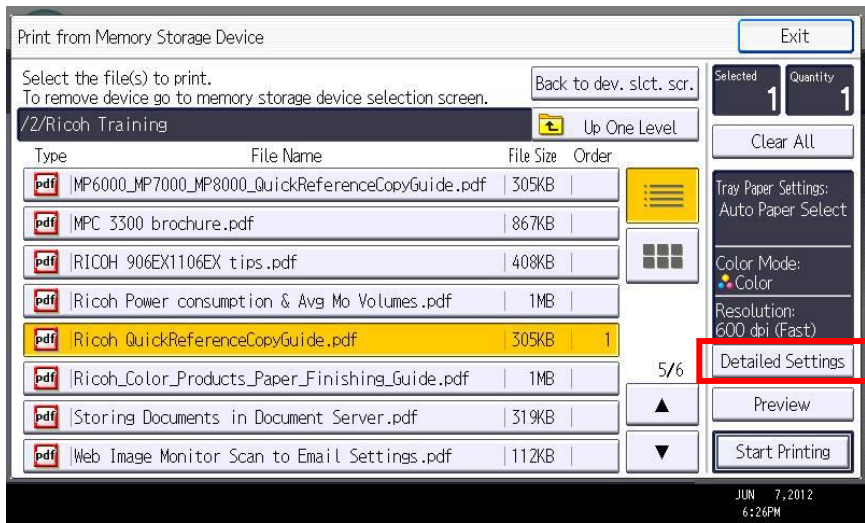 Print from Memory Storage Device
Exit
Select the file(s) to print.
To remove device go to memory storage device selection screen.
Back to dev. slct. scr.
Selected 1
Quantity 1
/2/Ricoh Training
Up One Level
Clear All
Type File Name File Size Order
pdf MP6000_MP7000_MP8000_QuickReferenceCopyGuide.pdf 305KB
pdf MPC 3300 brochure.pdf 867KB
pdf RICOH 906EX1106EX tips.pdf 408KB
pdf Ricoh Power consumption & Avg Mo Volumes.pdf 1MB
pdf Ricoh QuickReferenceCopyGuide.pdf 305KB 1
pdf Ricoh_Color_Products_Paper_Finishing_Guide.pdf 1MB
pdf Storing Documents in Document Server.pdf 319KB
pdf Web Image Monitor Scan to Email Settings.pdf 112KB
5/6
Tray Paper Settings:
Auto Paper Select
Color Mode:
Color
Resolution:
600 dpi (Fast)
Detailed Settings
Preview
Start Printing
JUN 7,2012
6:26PM